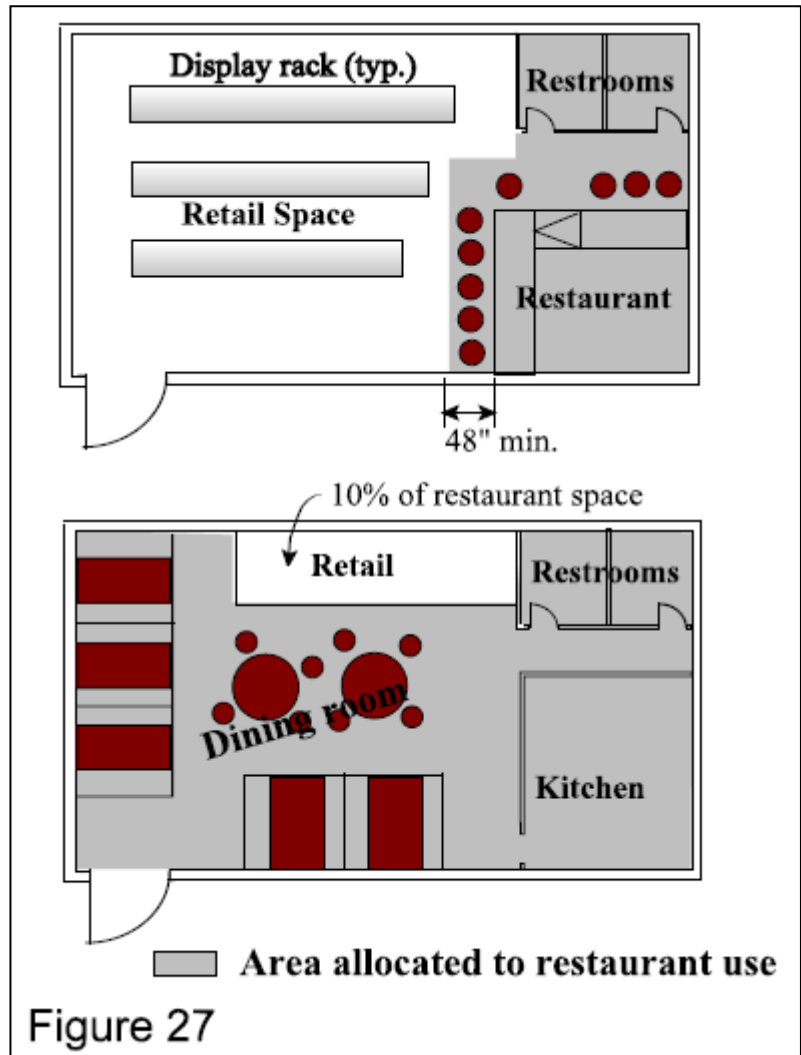 Display rack (typ.)
Restrooms
Retail Space
Restaurant
48" min.
10% of restaurant space
Retail
Restrooms
Dining room
Kitchen
Area allocated to restaurant use
Figure 27